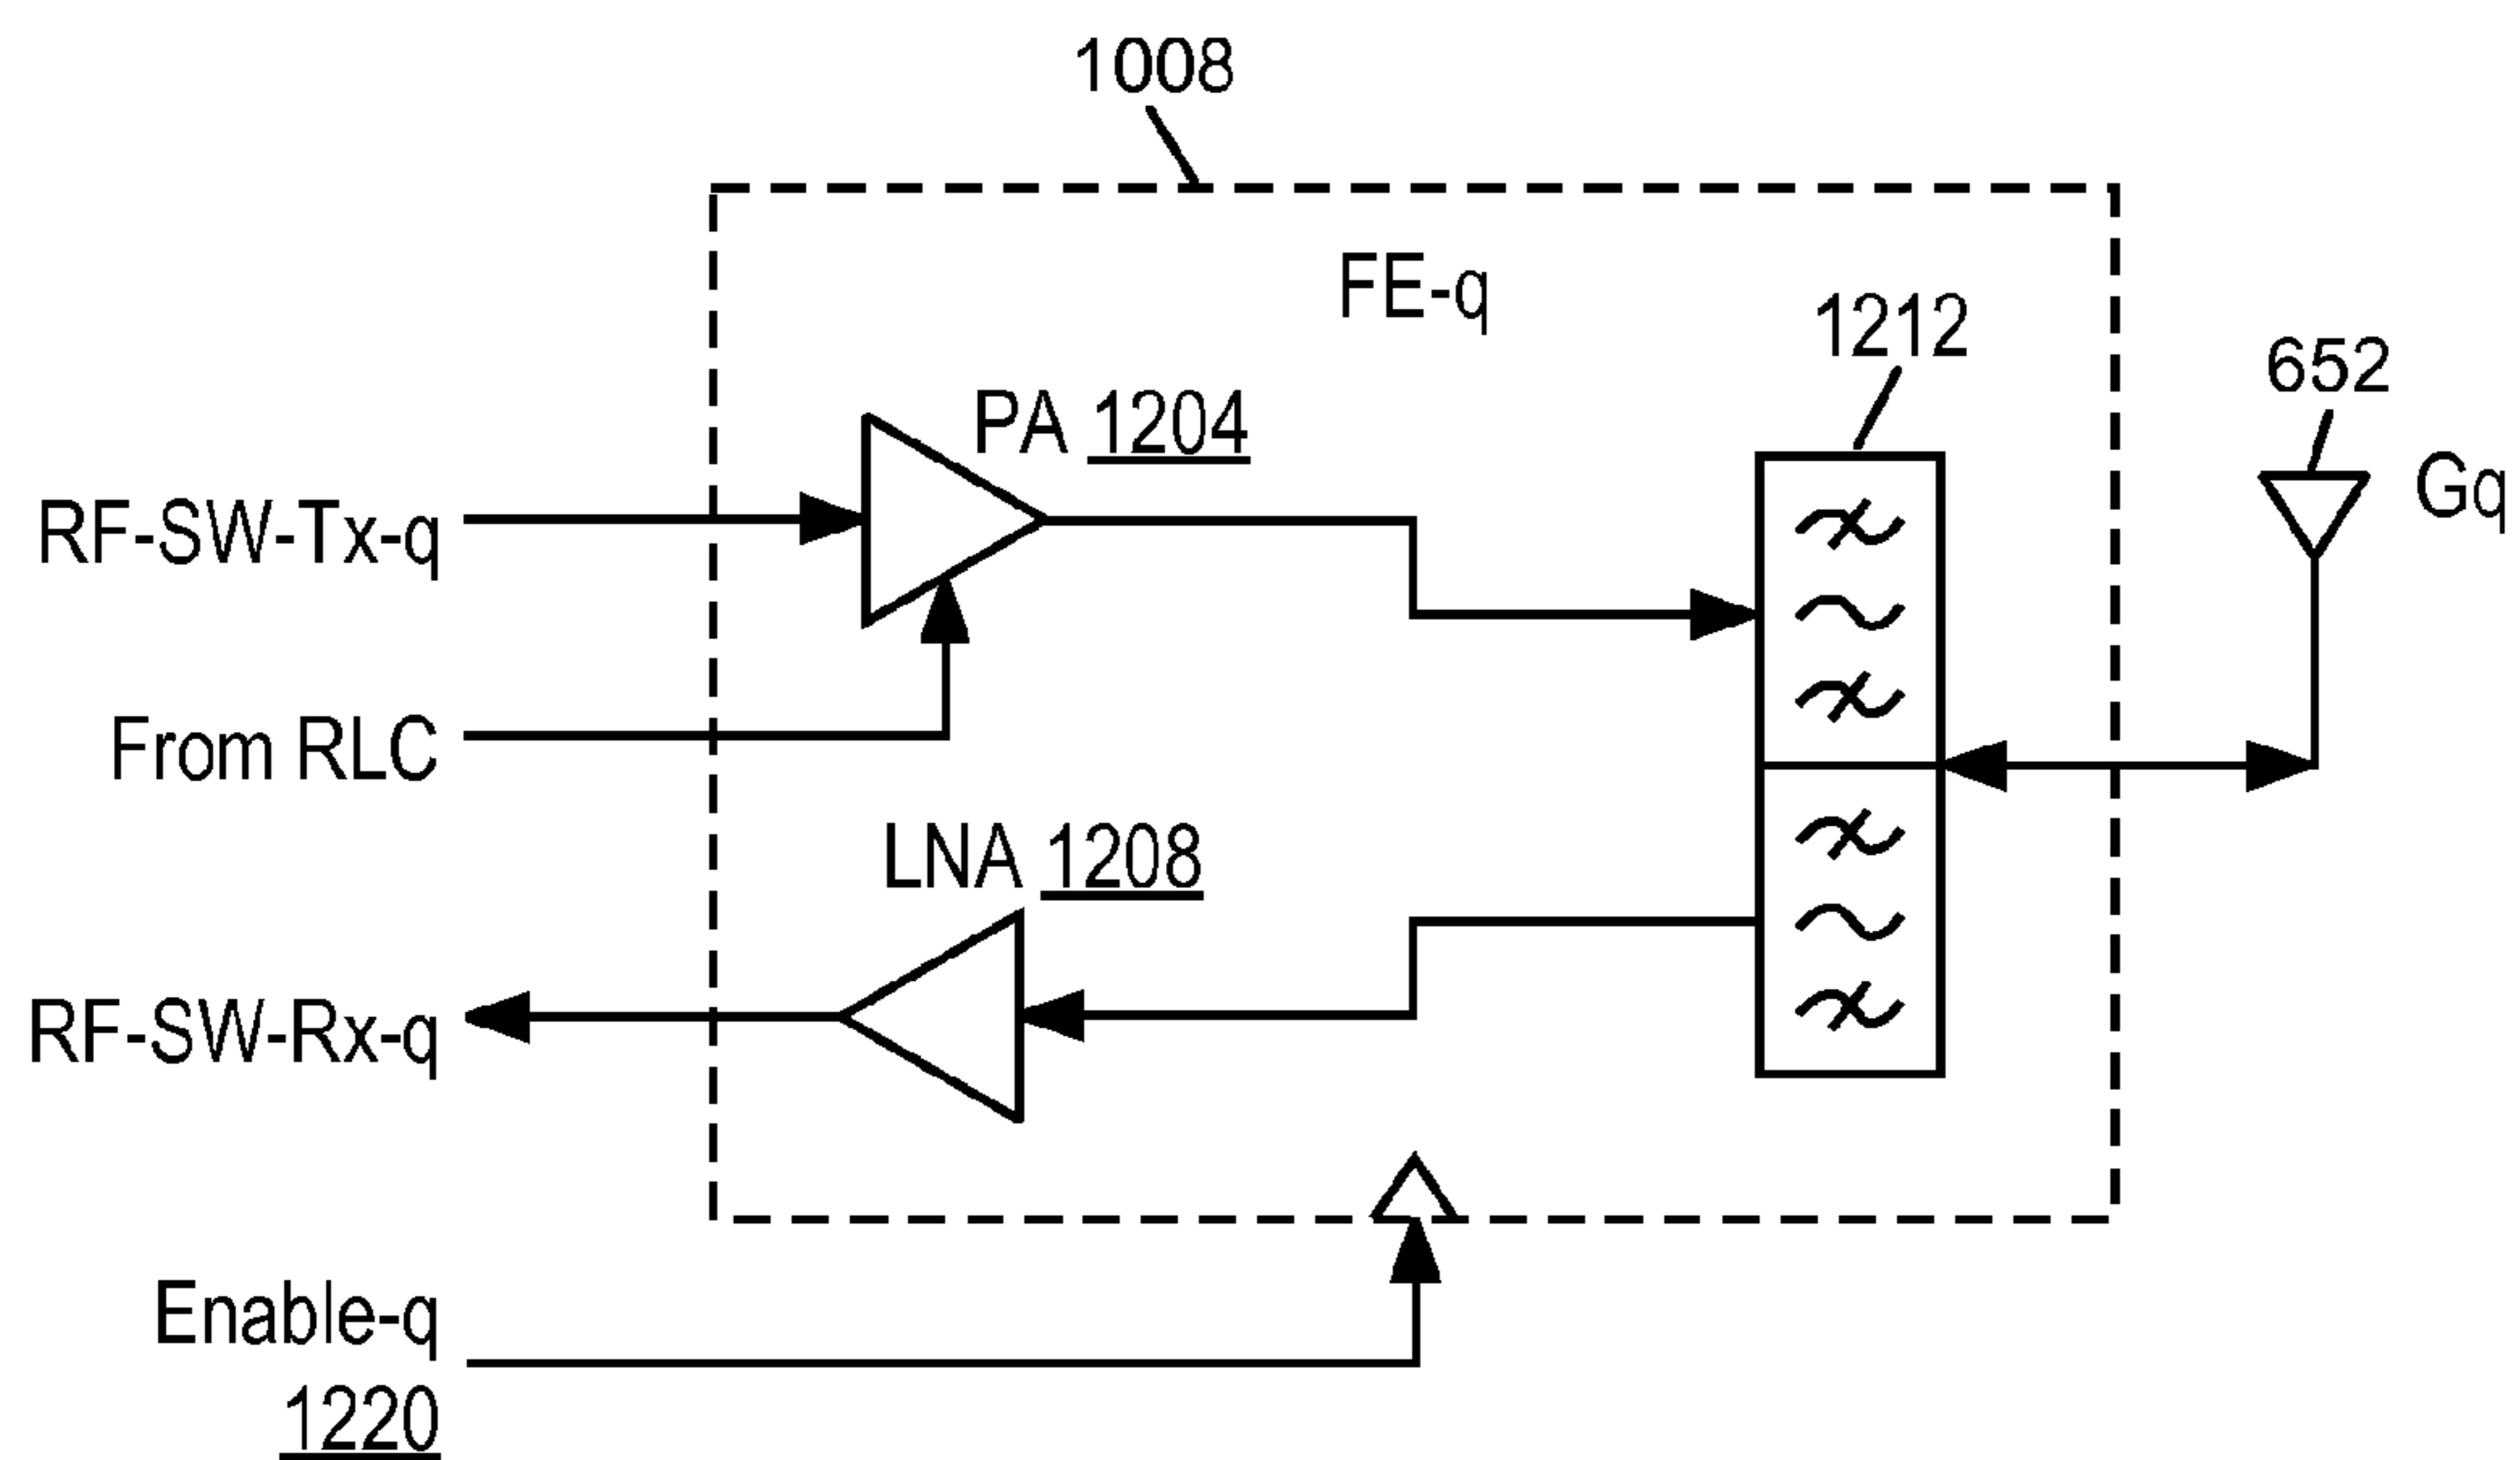 1008
FE-q
1212
652
PA 1204
Gq
RF-SW-Tx-q
From RLC
LNA 1208
RF-SW-Rx-q
Enable-q
1220